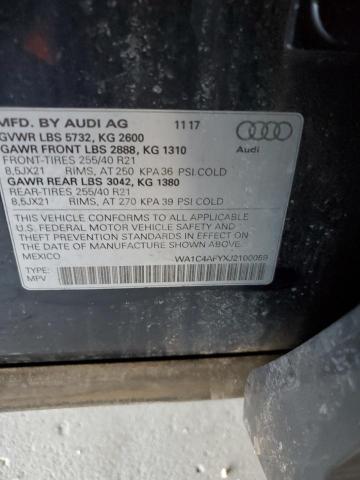 MFD. BY AUDI AG 11 17
GVWR LBS 5732, KG 2600
GAWR FRONT LBS 2888, KG 1310
FRONT-TIRES 255/40 R21
8,5JX21 RIMS, AT 250 KPA 36 PSI COLD
GAWR REAR LBS 3042, KG 1380
REAR-TIRES 255/40 R21
8,5JX21 RIMS, AT 270 KPA 39 PSI COLD
Audi
THIS VEHICLE CONFORMS TO ALL APPLICABLE
U.S. FEDERAL MOTOR VEHICLE SAFETY AND
THEFT PREVENTION STANDARDS IN EFFECT ON
THE DATE OF MANUFACTURE SHOWN ABOVE.
MEXICO
WA1C4AFYXJ2100059
TYPE:
MPV